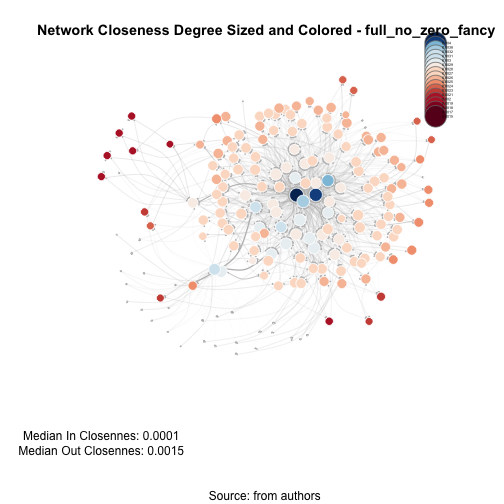 Network Closeness Degree Sized and Colored - full_no_zero_fancy
Median In Closennes: 0.0001
Median Out Closennes: 0.0015
Source: from authors